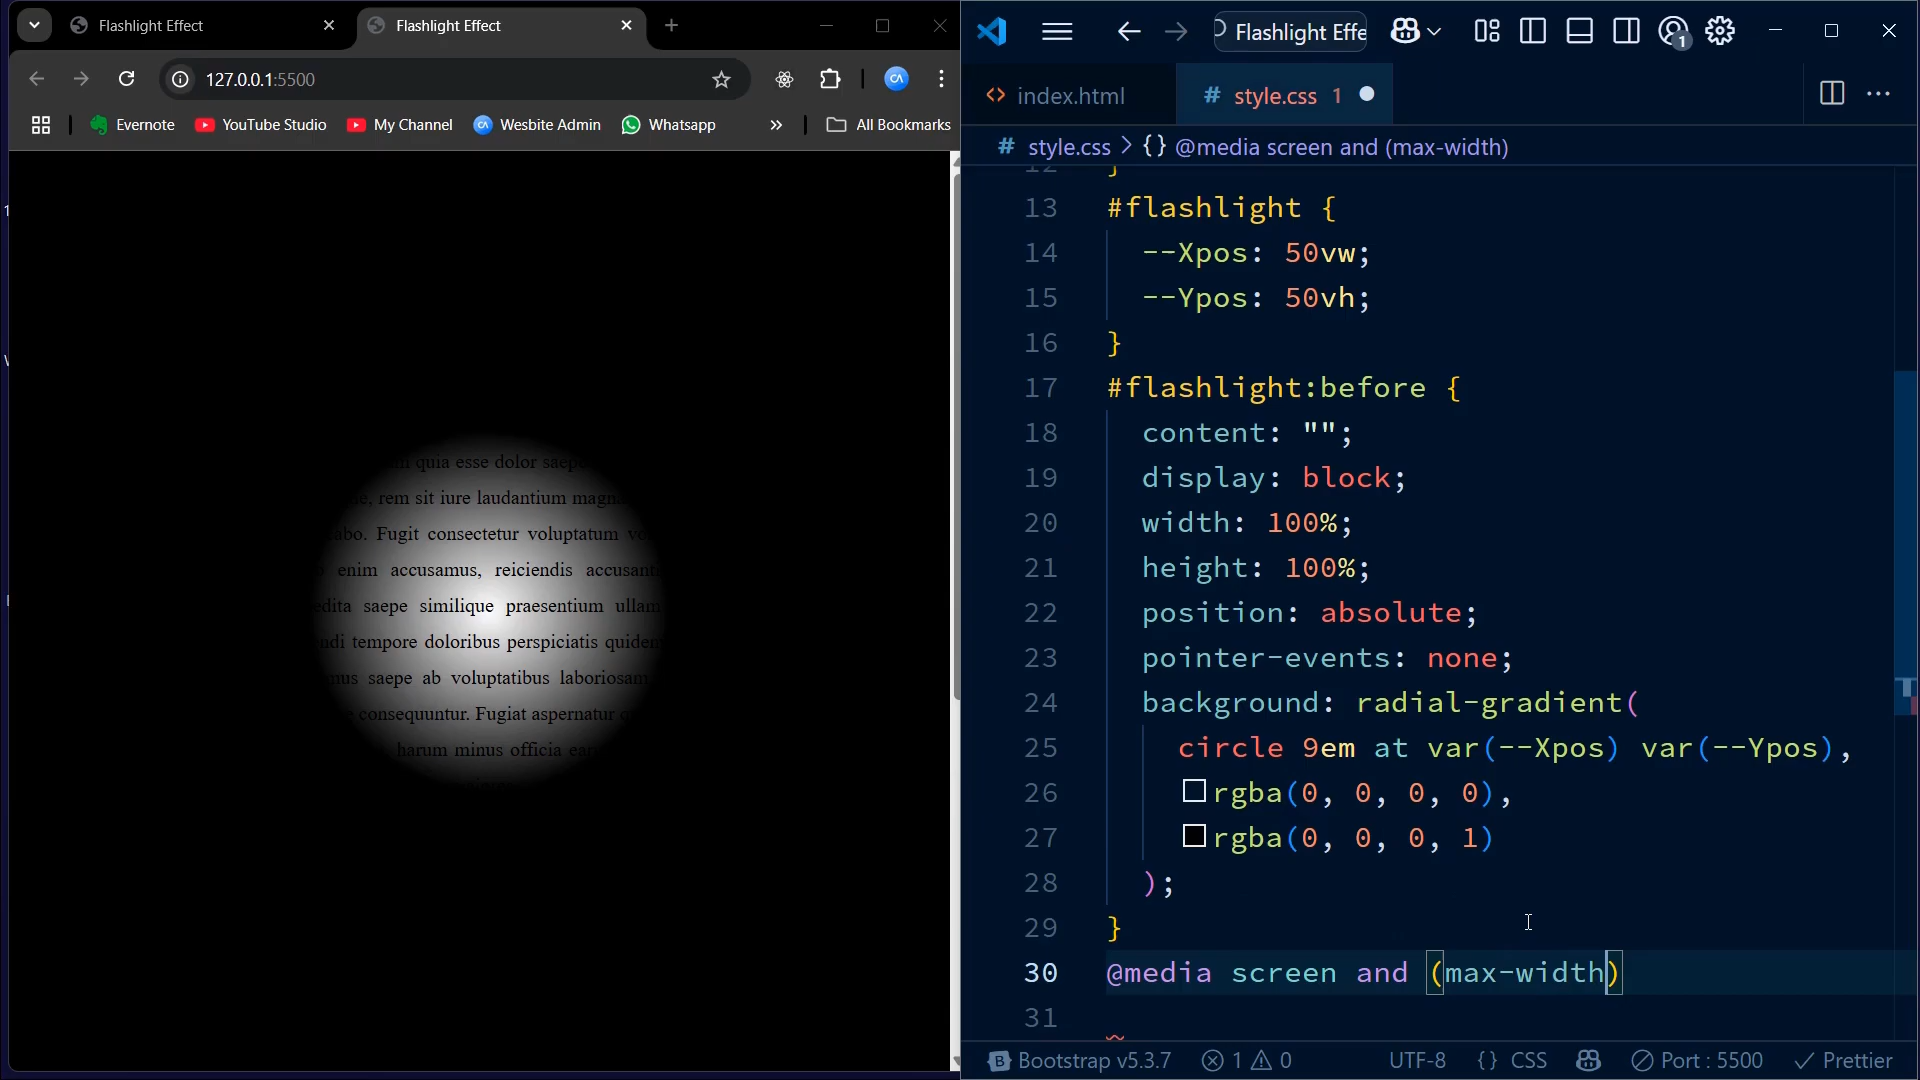 Flashlight Effect
Flashlight Effect
127.0.0.1:5500
Evernote
YouTube Studio
My Channel
Wesbite Admin
Whatsapp
All Bookmarks
quia esse dolor saepe
rem sit iure laudantium magn
abo. Fugit consectetur voluptatum vo
enim accusamus, reiciendis accusant
edita saepe similique praesentium ullam
ndi tempore doloribus perspiciatis quidem
mus saepe ab voluptatibus laboriosam,
e consequuntur. Fugiat aspernatur q
harum minus officia ea
Flashlight Effe
1
index.html
# style.css 1
# style.css > {} @media screen and (max-width)
12 }
13 #flashlight {
14 --Xpos: 50vw;
15 --Ypos: 50vh;
16 }
17 #flashlight:before {
18 content: "";
19 display: block;
20 width: 100%;
21 height: 100%;
22 position: absolute;
23 pointer-events: none;
24 background: radial-gradient(
25 circle 9em at var(--Xpos) var(--Ypos),
26 rgba(0, 0, 0, 0),
27 rgba(0, 0, 0, 1)
28 );
29 }
30 @media screen and (max-width)
31
Bootstrap v5.3.7 1 0 UTF-8 {} CSS Port : 5500 Prettier